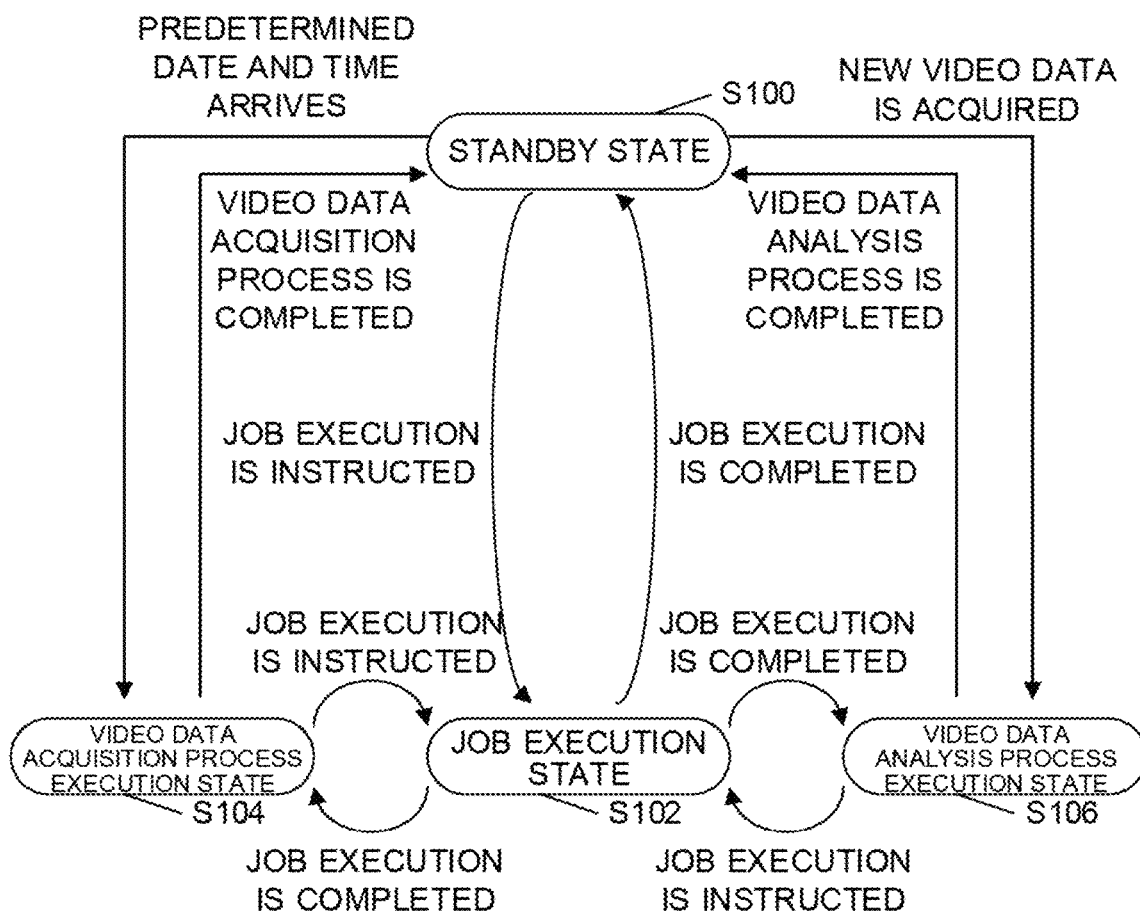 PREDETERMINED
DATE AND TIME
ARRIVES
S100
NEW VIDEO DATA
IS ACQUIRED
STANDBY STATE
VIDEO DATA
ACQUISITION
PROCESS IS
COMPLETED
VIDEO DATA
ANALYSIS
PROCESS IS
COMPLETED
JOB EXECUTION
IS INSTRUCTED
JOB EXECUTION
IS COMPLETED
JOB EXECUTION
IS INSTRUCTED
JOB EXECUTION
IS COMPLETED
VIDEO DATA
ACQUISITION PROCESS
EXECUTION STATE
S104
JOB EXECUTION
STATE
S102
VIDEO DATA
ANALYSIS PROCESS
EXECUTION STATE
S106
JOB EXECUTION
IS COMPLETED
JOB EXECUTION
IS INSTRUCTED